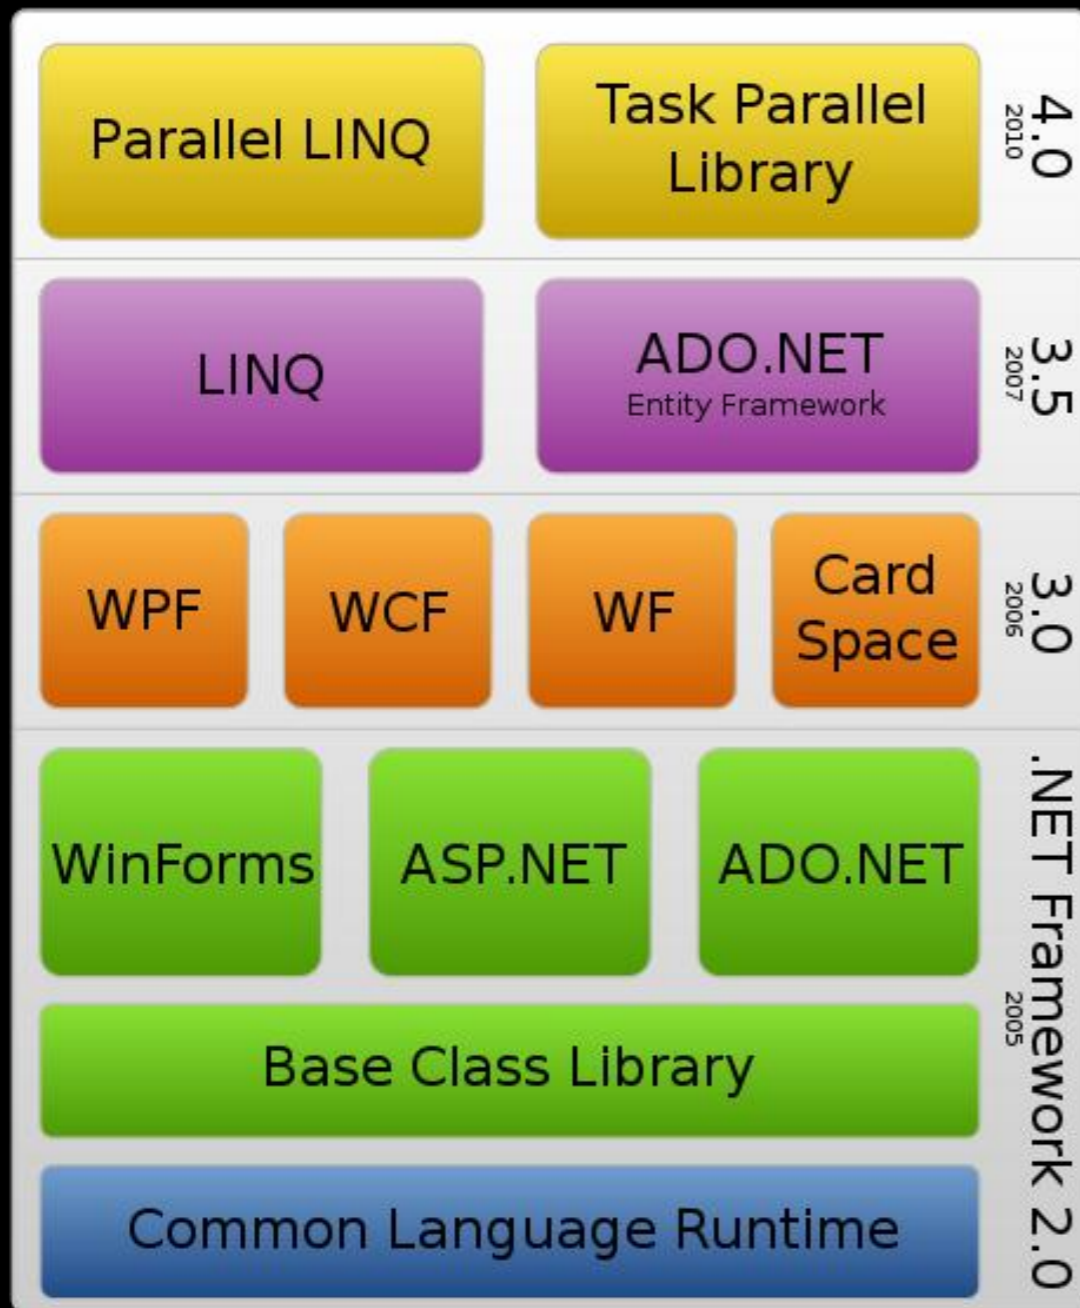 Parallel LINQ
Task Parallel
Library
4.0
2010
LINQ
ADO.NET
Entity Framework
3.5
2007
WPF
WCF
WF
Card
Space
3.0
2006
WinForms
ASP.NET
ADO.NET
Base Class Library
Common Language Runtime
.NET Framework 2.0
2005